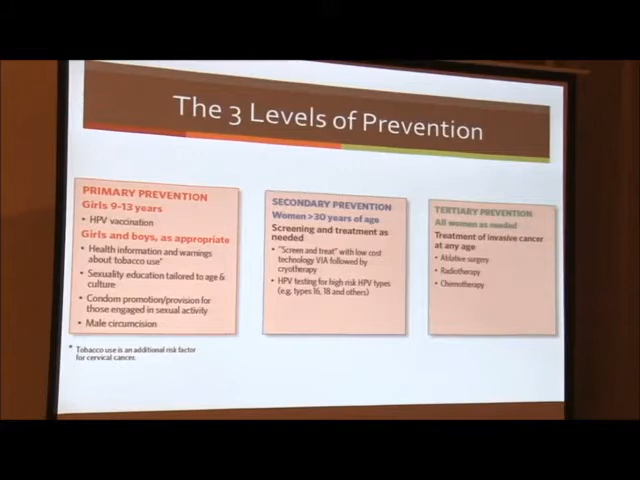 The 3 Levels of Prevention
PRIMARY PREVENTION
Girls 9-13 years
• HPV vaccination
Girls and boys, as appropriate
• Health information and warnings
about tobacco use*
• Sexuality education tailored to age &
culture
• Condom promotion/provision for
those engaged in sexual activity
• Male circumcision
SECONDARY PREVENTION
Women >30 years of age
Screening and treatment as
needed
• "Screen and treat" with low cost
technology VIA followed by
cryotherapy
• HPV testing for high risk HPV types
(e.g. types 16, 18 and others)
TERTIARY PREVENTION
All women as needed
Treatment of invasive cancer
at any age
• Ablative surgery
• Radiotherapy
• Chemotherapy
* Tobacco use is an additional risk factor
for cervical cancer.